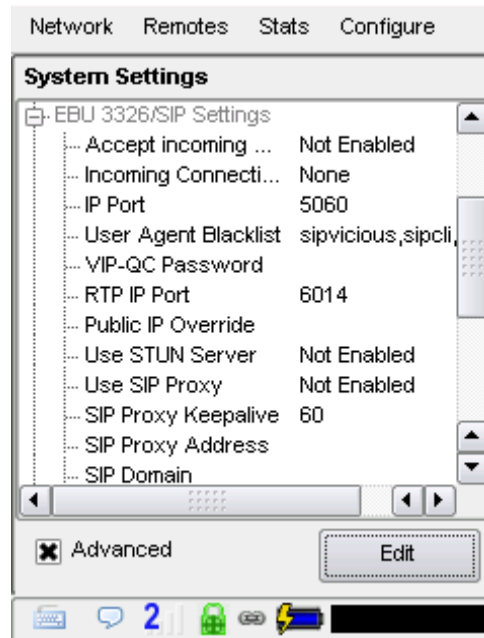 Network Remotes Stats Configure
System Settings
EBU 3326/SIP Settings
Accept incoming ... Not Enabled
Incoming Connecti... None
IP Port 5060
User Agent Blacklist sipvicious,sipcli,
VIP-QC Password
RTP IP Port 6014
Public IP Override
Use STUN Server Not Enabled
Use SIP Proxy Not Enabled
SIP Proxy Keepalive 60
SIP Proxy Address
SIP Domain
Advanced Edit
2